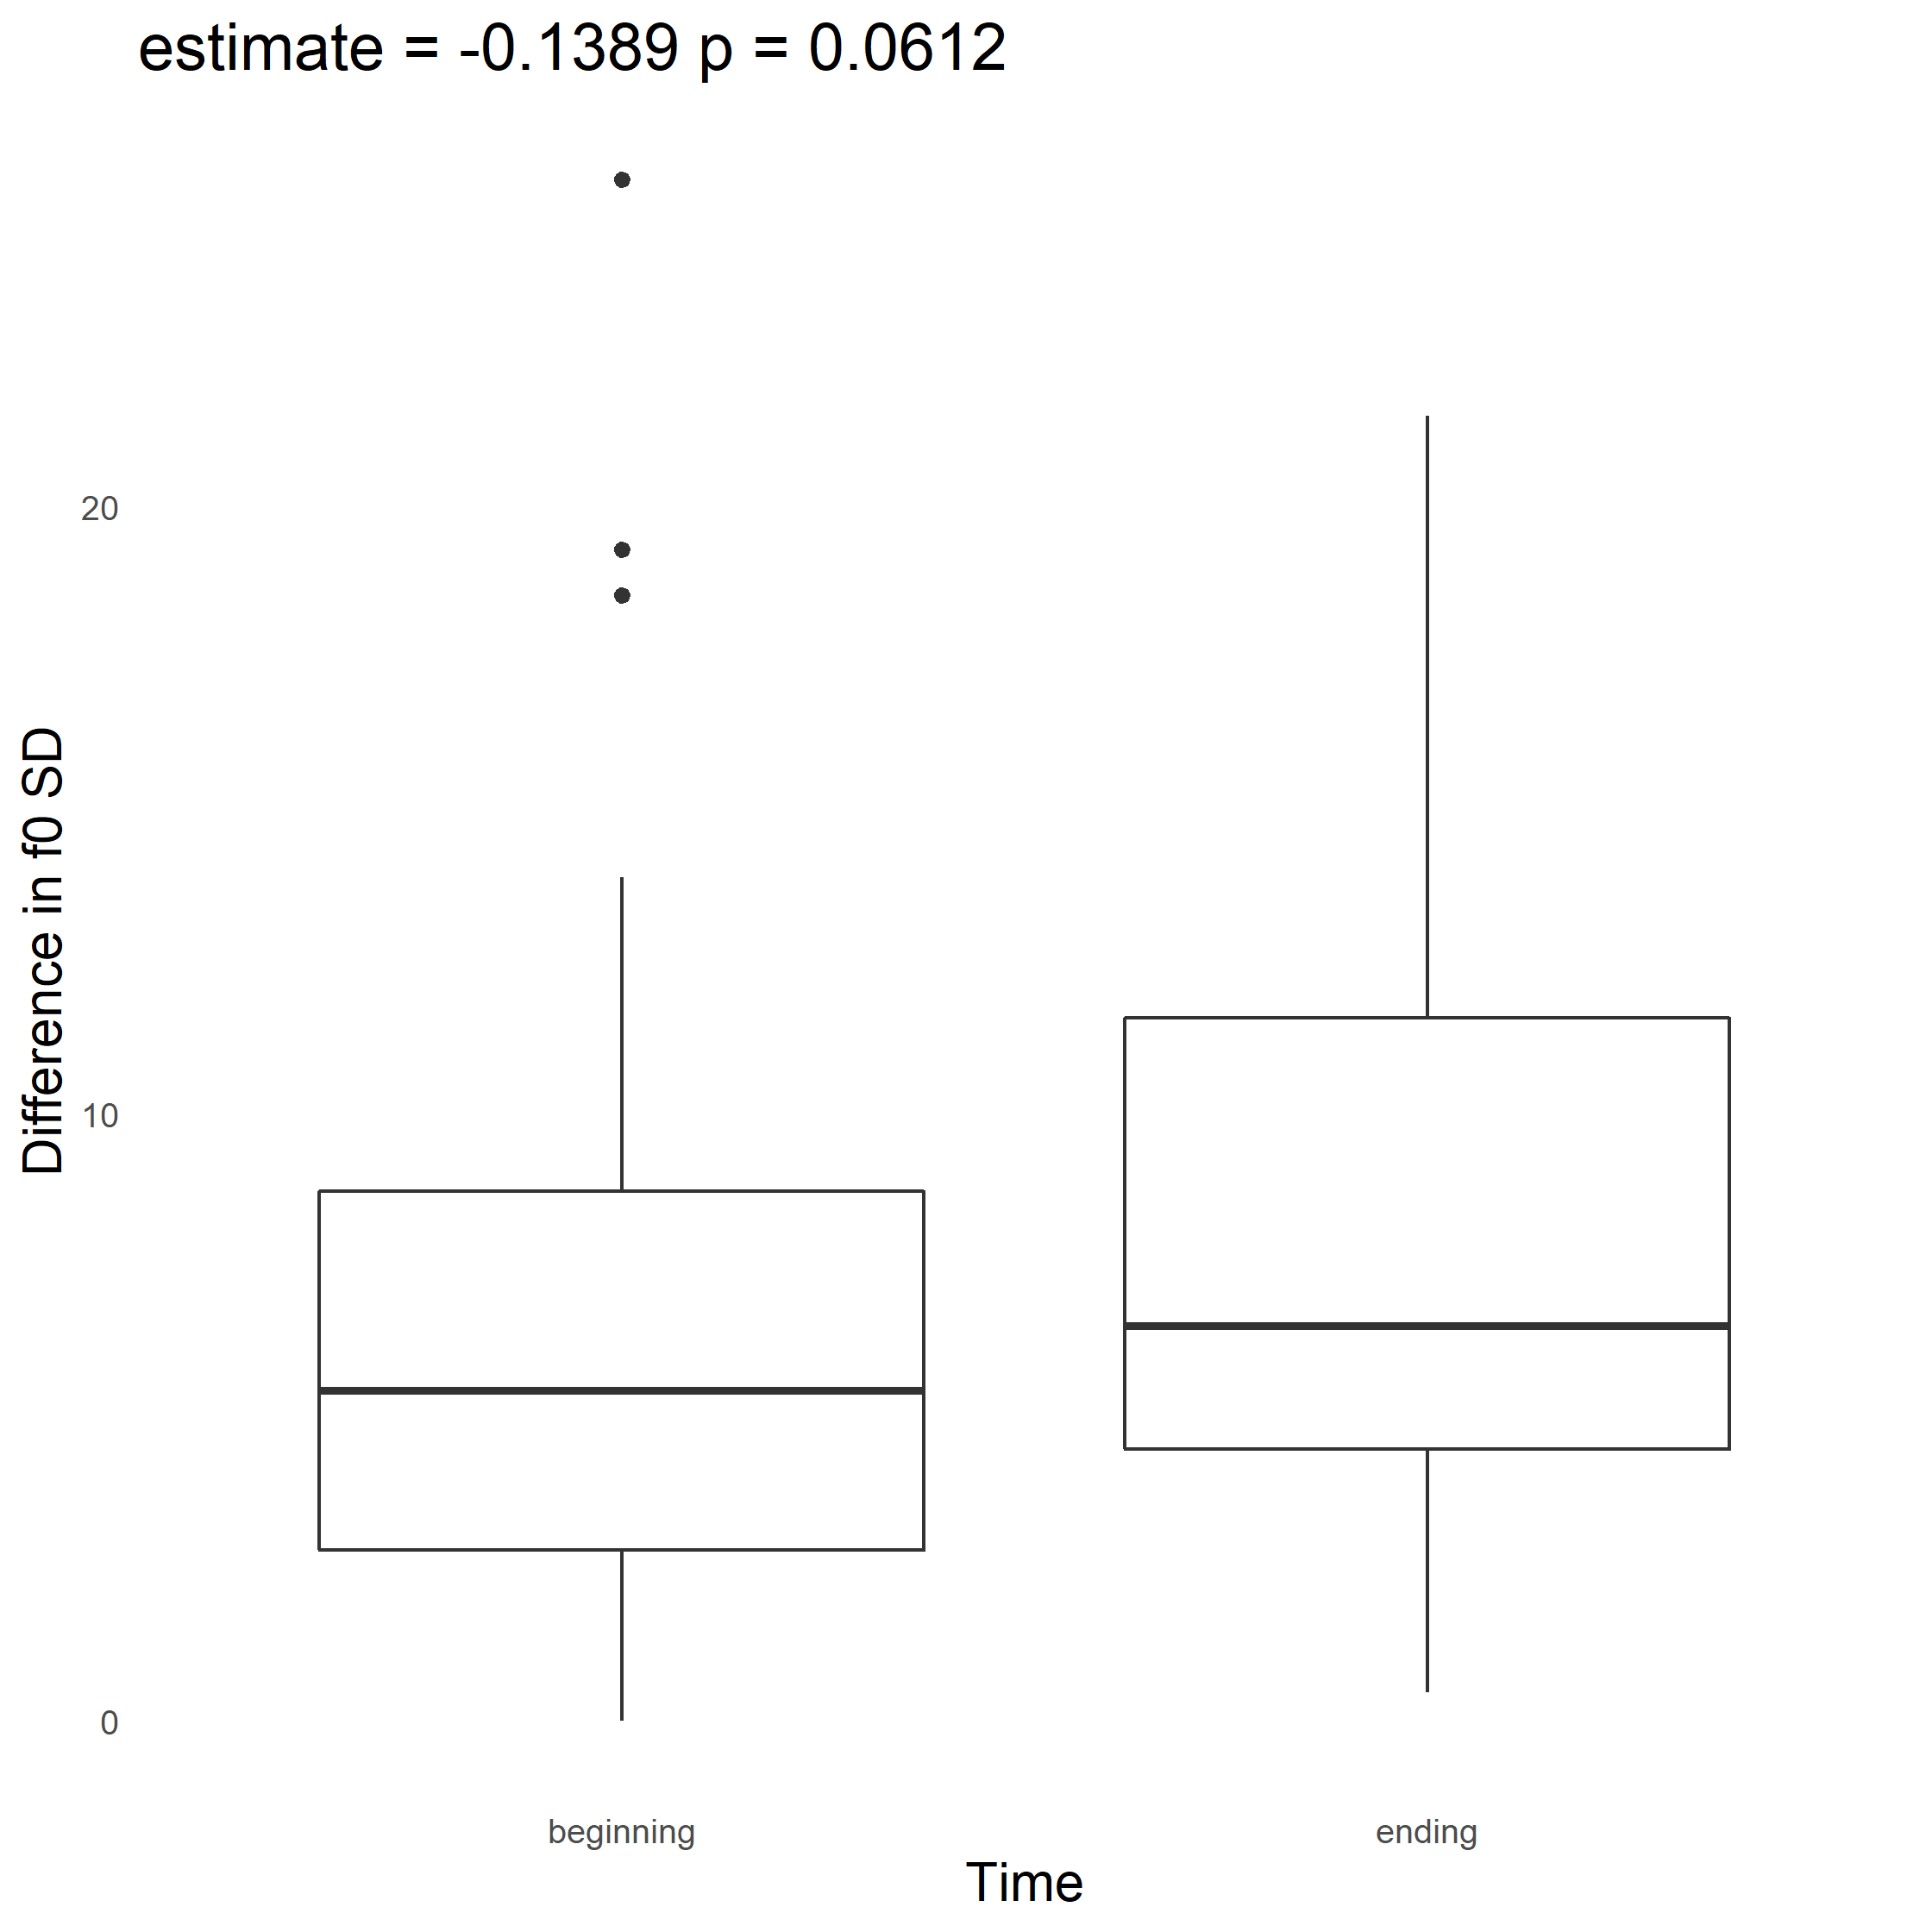 estimate = -0.1389 p = 0.0612
Difference in f0 SD
20
10
0
beginning
ending
Time